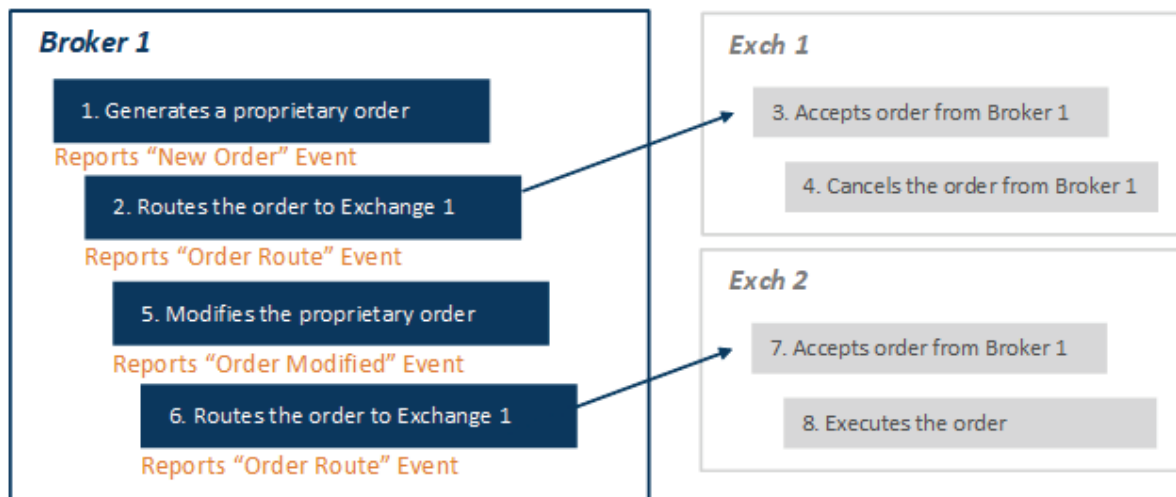 Broker 1
1. Generates a proprietary order
Reports “New Order” Event
2. Routes the order to Exchange 1
Reports “Order Route” Event
5. Modifies the proprietary order
Reports “Order Modified” Event
6. Routes the order to Exchange 1
Reports “Order Route” Event
Exch 1
3. Accepts order from Broker 1
4. Cancels the order from Broker 1
Exch 2
7. Accepts order from Broker 1
8. Executes the order